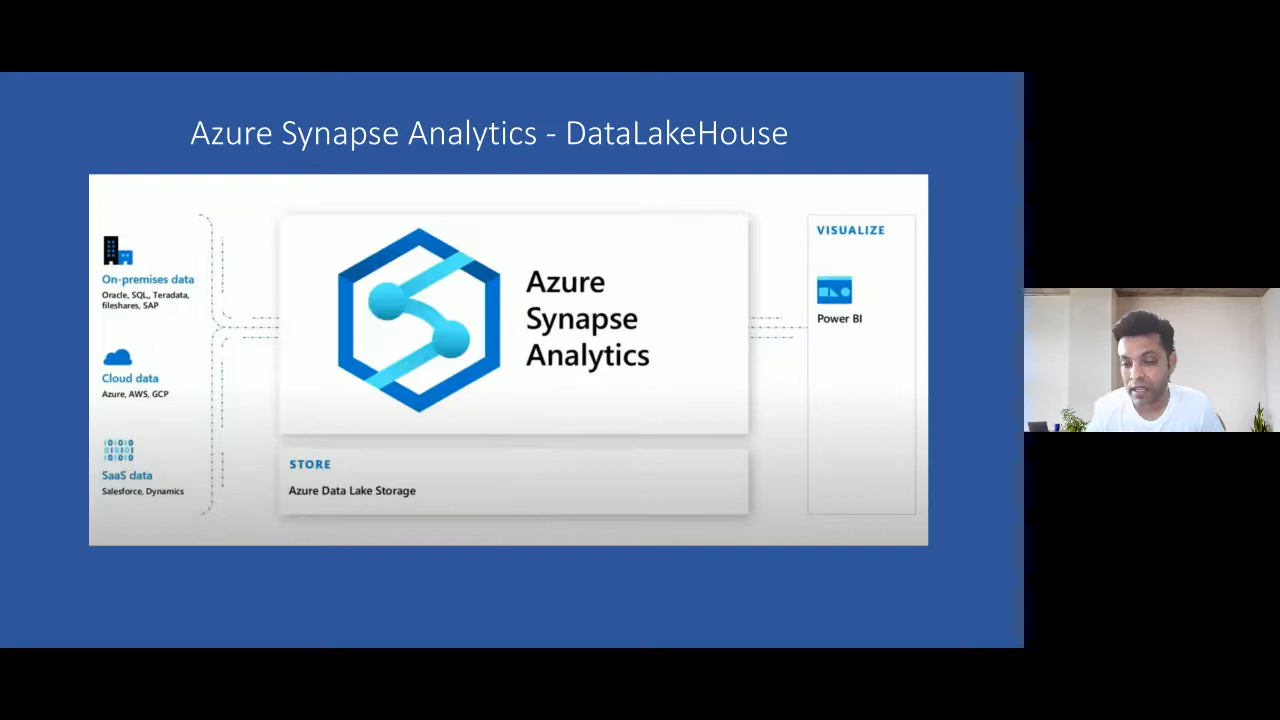 Azure Synapse Analytics - DataLakeHouse
On-premises data
Oracle, SQL, Teradata,
fileshares, SAP
Cloud data
Azure, AWS, GCP
SaaS data
Salesforce, Dynamics
Azure
Synapse
Analytics
STORE
Azure Data Lake Storage
VISUALIZE
Power BI